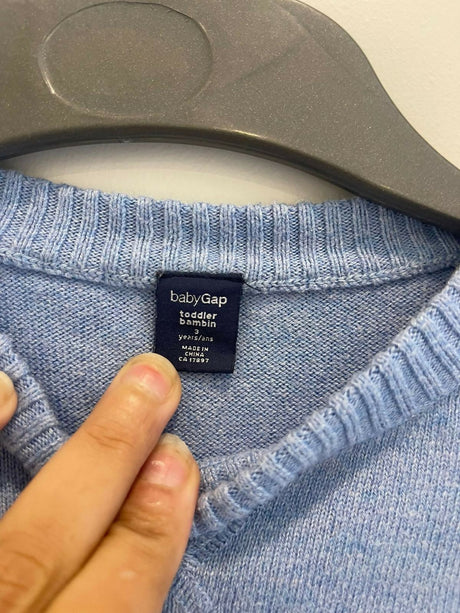 babyGap
toddler
bambin
3
years/ans
MADE IN
CHINA
CA 17897